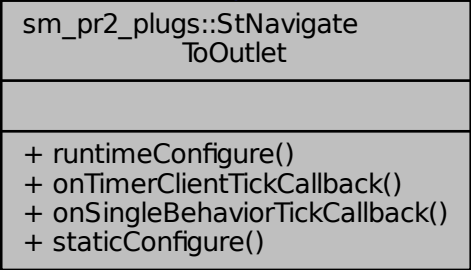 sm_pr2_plugs::StNavigate
ToOutlet
+ runtimeConfigure()
+ onTimerClientTickCallback()
+ onSingleBehaviorTickCallback()
+ staticConfigure()